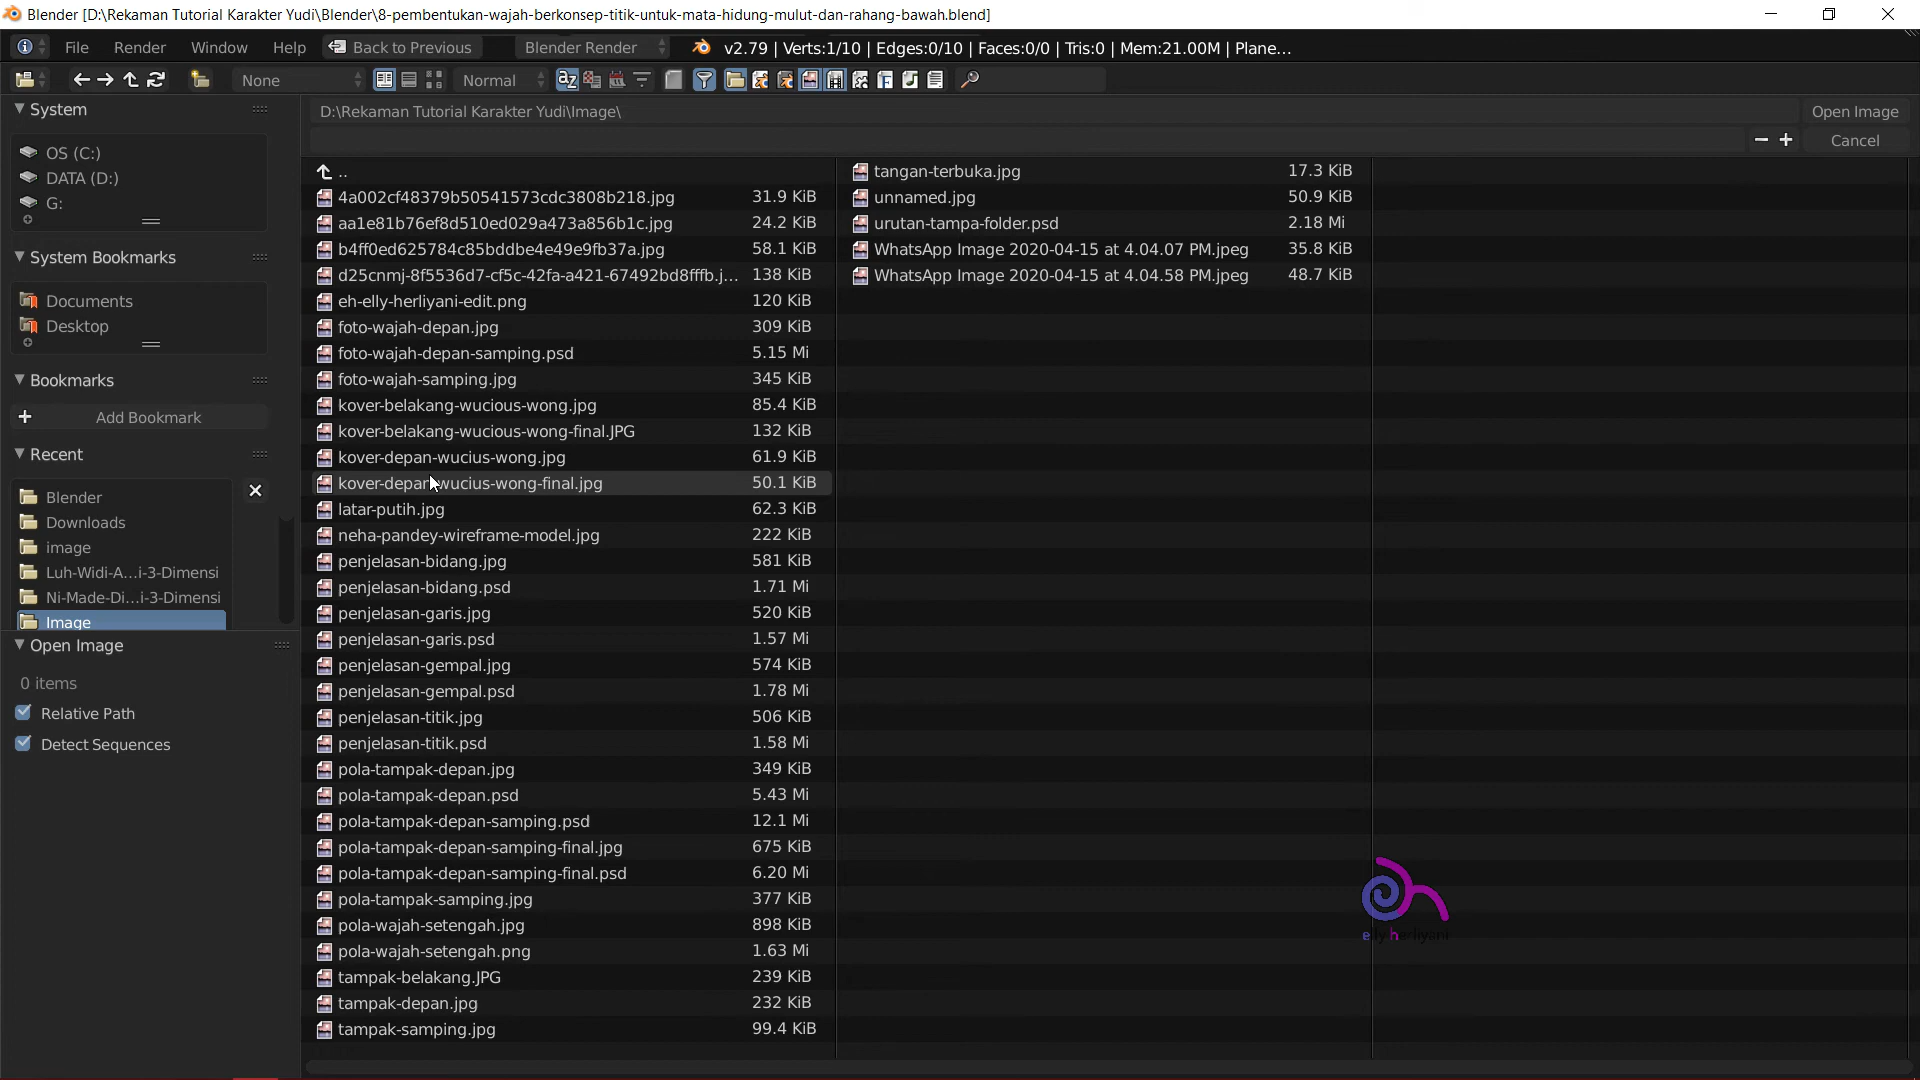 Blender [D:\Rekaman Tutorial Karakter Yudi\Blender\8-pembentukan-wajah-berkonsep-titik-untuk-mata-hidung-mulut-dan-rahang-bawah.blend]
File Render Window Help Back to Previous Blender Render v2.79 | Verts:1/10 | Edges:0/10 | Faces:0/0 | Tris:0 | Mem:21.00M | Plane...
None Normal
System
OS (C:)
DATA (D:)
G:
System Bookmarks
Documents
Desktop
Bookmarks
Add Bookmark
Recent
Blender
Downloads
image
Luh-Widi-A...i-3-Dimensi
Ni-Made-Di...i-3-Dimensi
Image
Open Image
0 items
Relative Path
Detect Sequences
D:\Rekaman Tutorial Karakter Yudi\Image\ Open Image
Cancel
..
4a002cf48379b50541573cdc3808b218.jpg 31.9 KiB
aa1e81b76ef8d510ed029a473a856b1c.jpg 24.2 KiB
b4ff0ed625784c85bddbe4e49e9fb37a.jpg 58.1 KiB
d25cnmj-8f5536d7-cf5c-42fa-a421-67492bd8fffb.j... 138 KiB
eh-elly-herliyani-edit.png 120 KiB
foto-wajah-depan.jpg 309 KiB
foto-wajah-depan-samping.psd 5.15 Mi
foto-wajah-samping.jpg 345 KiB
kover-belakang-wucious-wong.jpg 85.4 KiB
kover-belakang-wucious-wong-final.JPG 132 KiB
kover-depan-wucius-wong.jpg 61.9 KiB
kover-depan-wucius-wong-final.jpg 50.1 KiB
latar-putih.jpg 62.3 KiB
neha-pandey-wireframe-model.jpg 222 KiB
penjelasan-bidang.jpg 581 KiB
penjelasan-bidang.psd 1.71 Mi
penjelasan-garis.jpg 520 KiB
penjelasan-garis.psd 1.57 Mi
penjelasan-gempal.jpg 574 KiB
penjelasan-gempal.psd 1.78 Mi
penjelasan-titik.jpg 506 KiB
penjelasan-titik.psd 1.58 Mi
pola-tampak-depan.jpg 349 KiB
pola-tampak-depan.psd 5.43 Mi
pola-tampak-depan-samping.psd 12.1 Mi
pola-tampak-depan-samping-final.jpg 675 KiB
pola-tampak-depan-samping-final.psd 6.20 Mi
pola-tampak-samping.jpg 377 KiB
pola-wajah-setengah.jpg 898 KiB
pola-wajah-setengah.png 1.63 Mi
tampak-belakang.JPG 239 KiB
tampak-depan.jpg 232 KiB
tampak-samping.jpg 99.4 KiB
tangan-terbuka.jpg 17.3 KiB
unnamed.jpg 50.9 KiB
urutan-tampa-folder.psd 2.18 Mi
WhatsApp Image 2020-04-15 at 4.04.07 PM.jpeg 35.8 KiB
WhatsApp Image 2020-04-15 at 4.04.58 PM.jpeg 48.7 KiB
elly herliyani